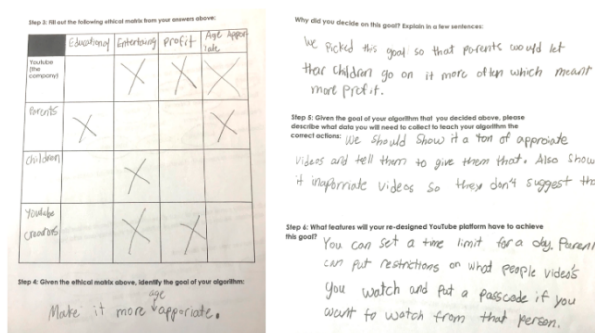 Step 3: Fill out the following ethical matrix from your answers above:
Educational Entertaining Profit Age Appor
iate
Youtube
(the
company)
X X X
Parents
X X
Children
X
Youtube
creators
X X
Step 4: Given the ethical matrix above, identify the goal of your algorithm:
age
Make it more apporiate.
Why did you decide on this goal? Explain in a few sentences:
We Picked this goal so that parents would let
thar Children go on it more often which meant
more Profit.
Step 5: Given the goal of your algorithm that you decided above, please
describe what data you will need to collect to teach your algorithm the
correct actions: We should show it a ton of approiate
videos and tell them to give them that. Also Show
it inaporriate videos so they don't suggest tha
Step 6: What features will your re-designed YouTube platform have to achieve
this goal? You can set a time limit for a day, Parent
can Put restrictions on what people video's
you watch and put a passcode if you
want to watch from that person.